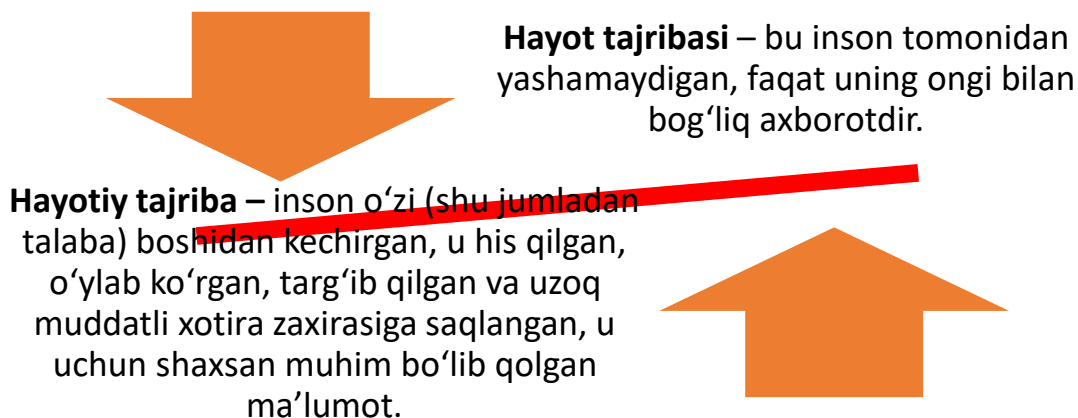 Hayot tajribasi – bu inson tomonidan
yashamaydigan, faqat uning ongi bilan
bog‘liq axborotdir.
Hayotiy tajriba – inson o‘zi (shu jumladan
talaba) boshidan kechirgan, u his qilgan,
o‘ylab ko‘rgan, targ‘ib qilgan va uzoq
muddatli xotira zaxirasiga saqlangan, u
uchun shaxsan muhim bo‘lib qolgan
ma’lumot.